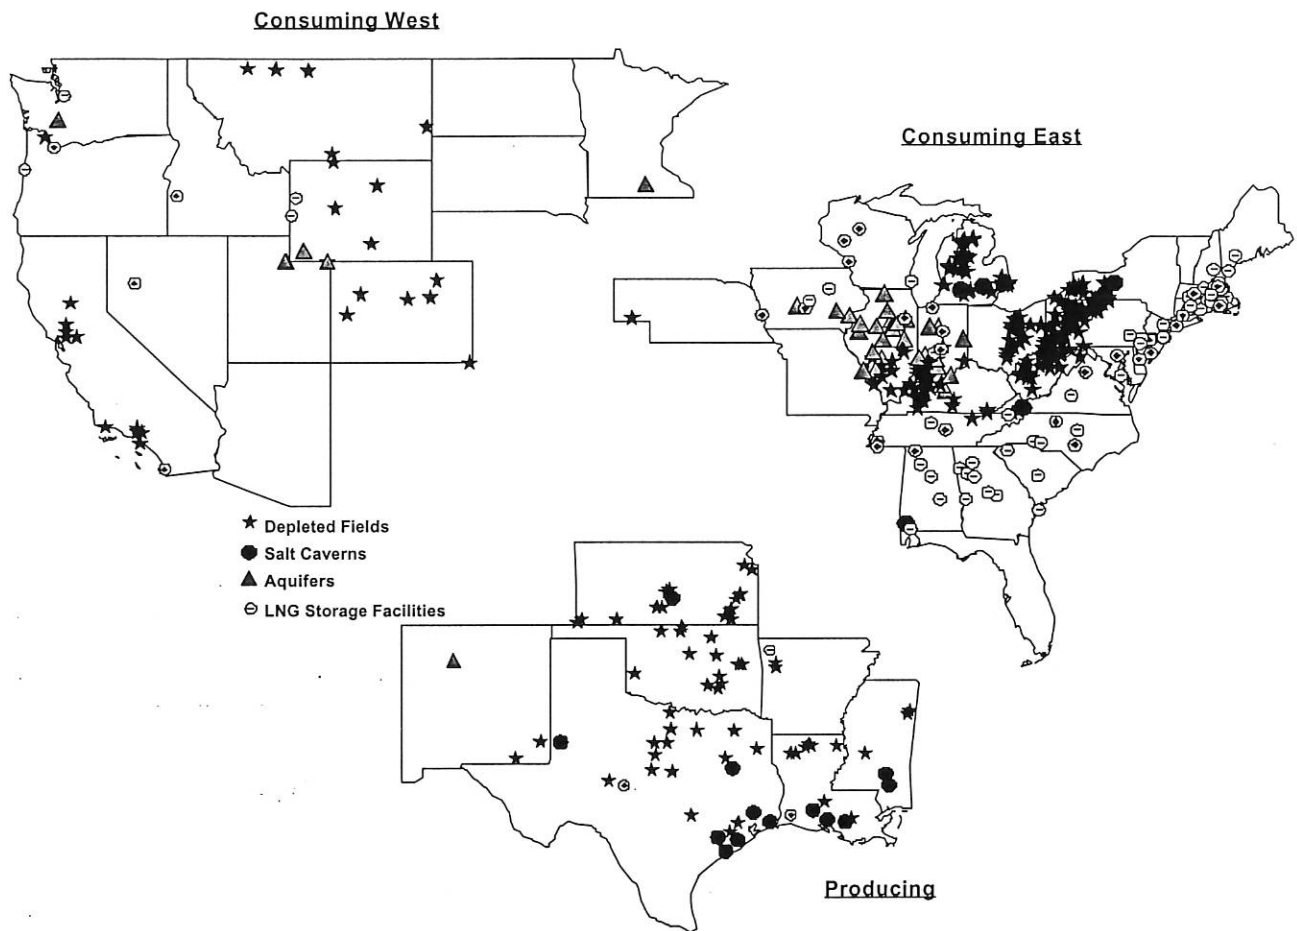 Consuming West
Consuming East
Depleted Fields
Salt Caverns
Aquifers
LNG Storage Facilities
Producing